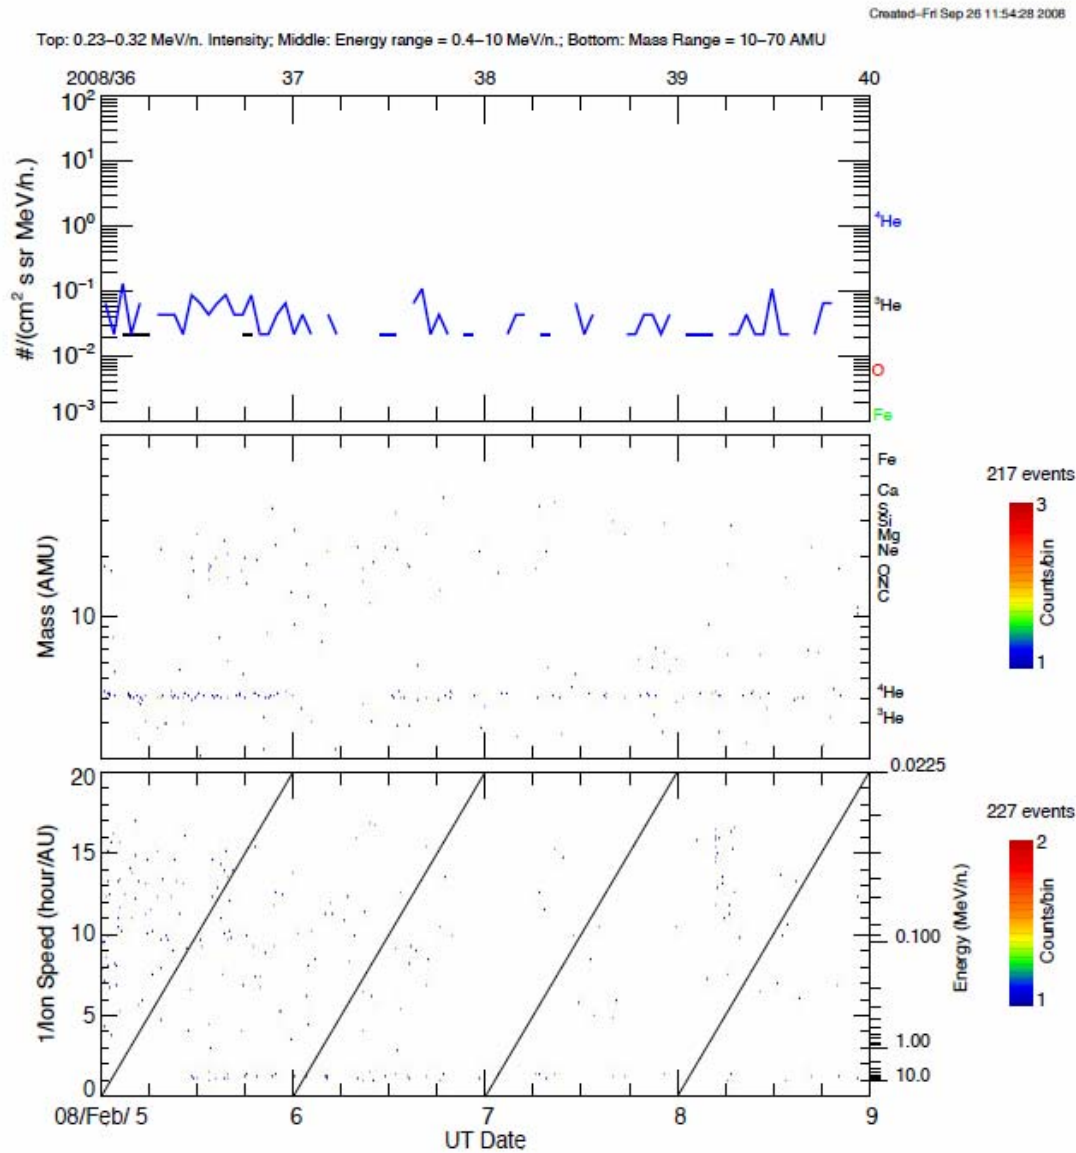 Created-Fri Sep 26 11:54:28 2008
Top: 0.23-0.32 MeV/n. Intensity; Middle: Energy range = 0.4-10 MeV/n.; Bottom: Mass Range = 10-70 AMU
2008/36 37 38 39 40
10² 
10¹
10⁰
10⁻¹
10⁻²
10⁻³
#/(cm² s sr MeV/n.)
⁴He
³He
O
Fe
Mass (AMU)
10
Fe
Ca
S
Si
Mg
Ne
O
N
C
⁴He
³He
217 events
3
Counts/bin
1
1/Ion Speed (hour/AU)
20
15
10
5
0
0.0225
0.100
1.00
10.0
Energy (MeV/n.)
227 events
2
Counts/bin
1
08/Feb/ 5 6 7 8 9
UT Date